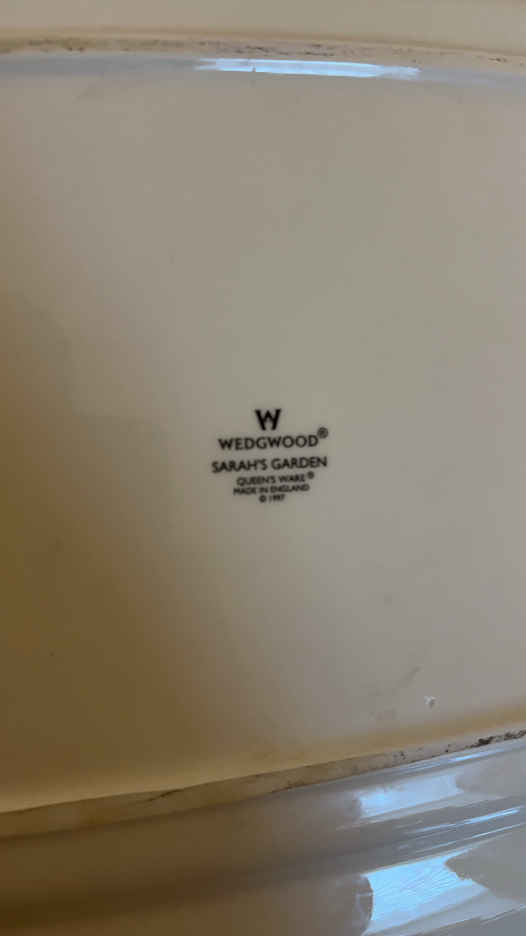 W
WEDGWOOD®
SARAH'S GARDEN
QUEEN'S WARE®
MADE IN ENGLAND
© 1997